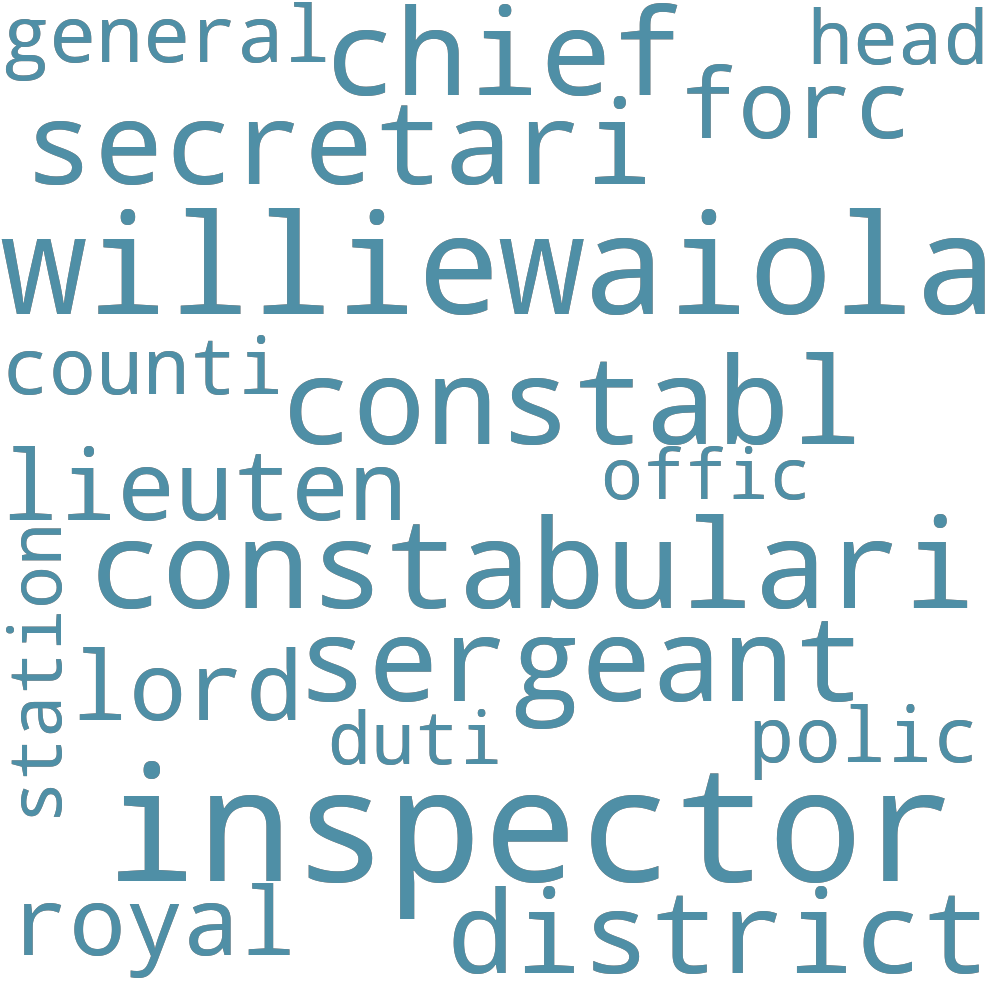 general chief head
secretari forc
williewaiola
counti constabl
lieuten offic
constabulari
station
lord sergeant
duti polic
inspector
royal district